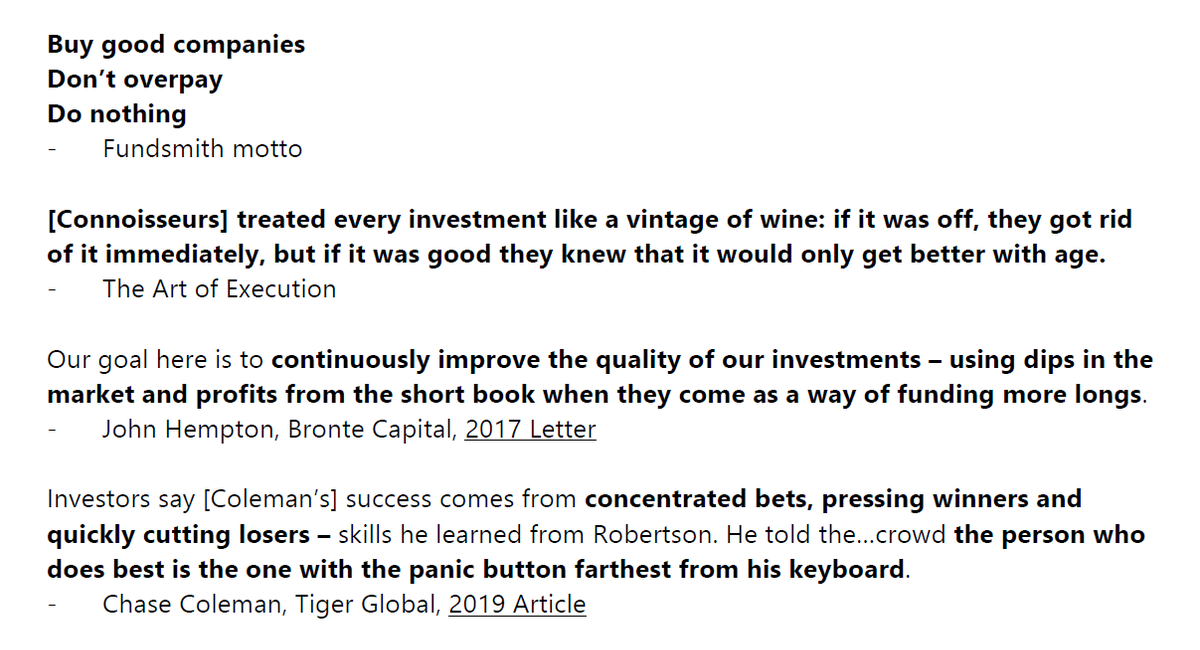 Buy good companies
Don’t overpay
Do nothing
- Fundsmith motto
[Connoisseurs] treated every investment like a vintage of wine: if it was off, they got rid
of it immediately, but if it was good they knew that it would only get better with age.
- The Art of Execution
Our goal here is to continuously improve the quality of our investments – using dips in the
market and profits from the short book when they come as a way of funding more longs.
- John Hempton, Bronte Capital, 2017 Letter
Investors say [Coleman’s] success comes from concentrated bets, pressing winners and
quickly cutting losers – skills he learned from Robertson. He told the...crowd the person who
does best is the one with the panic button farthest from his keyboard.
- Chase Coleman, Tiger Global, 2019 Article